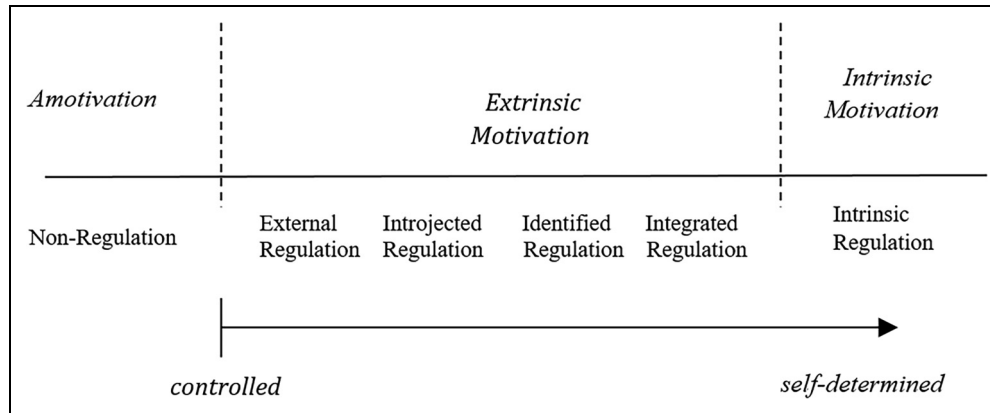 Amotivation
Extrinsic
Motivation
Intrinsic
Motivation
Non-Regulation
External
Regulation
Introjected
Regulation
Identified
Regulation
Integrated
Regulation
Intrinsic
Regulation
controlled
self-determined